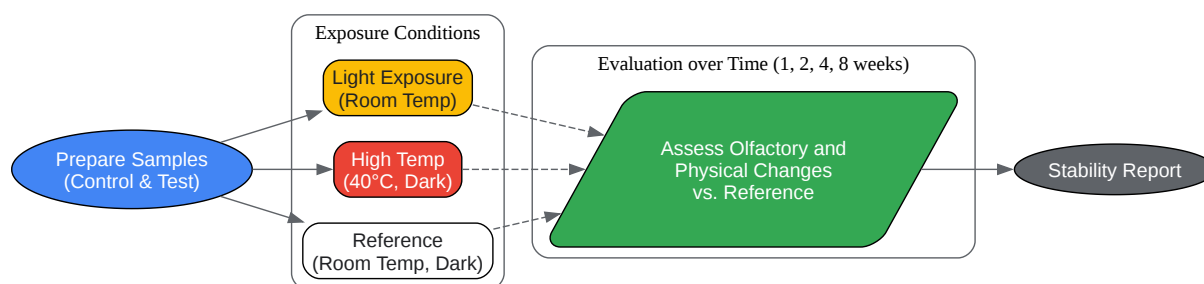 Exposure Conditions
Light Exposure
(Room Temp)
Evaluation over Time (1, 2, 4, 8 weeks)
Prepare Samples
(Control & Test)
High Temp
(40°C, Dark)
Assess Olfactory and
Physical Changes
vs. Reference
Stability Report
Reference
(Room Temp, Dark)